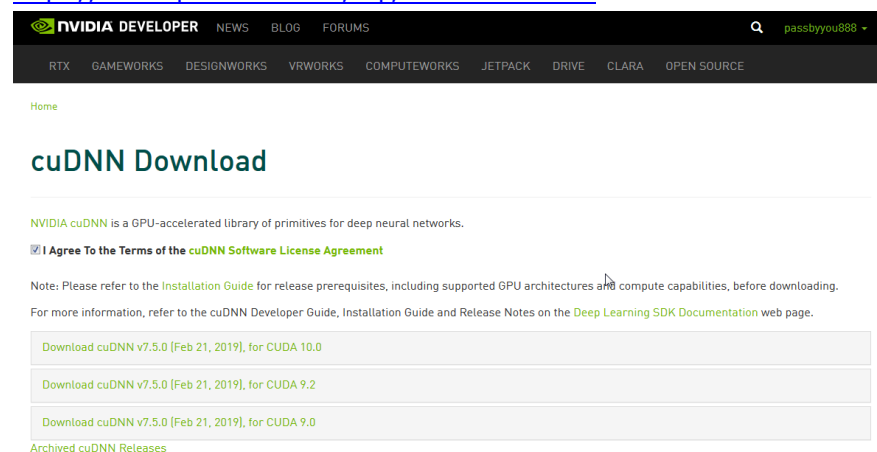 NVIDIA DEVELOPER NEWS BLOG FORUMS passbyyou888
RTX GAMEWORKS DESIGNWORKS VRWORKS COMPUTEWORKS JETPACK DRIVE CLARA OPEN SOURCE
Home
cuDNN Download
NVIDIA cuDNN is a GPU-accelerated library of primitives for deep neural networks.
I Agree To the Terms of the cuDNN Software License Agreement
Note: Please refer to the Installation Guide for release prerequisites, including supported GPU architectures and compute capabilities, before downloading.
For more information, refer to the cuDNN Developer Guide, Installation Guide and Release Notes on the Deep Learning SDK Documentation web page.
Download cuDNN v7.5.0 (Feb 21, 2019), for CUDA 10.0
Download cuDNN v7.5.0 (Feb 21, 2019), for CUDA 9.2
Download cuDNN v7.5.0 (Feb 21, 2019), for CUDA 9.0
Archived cuDNN Releases